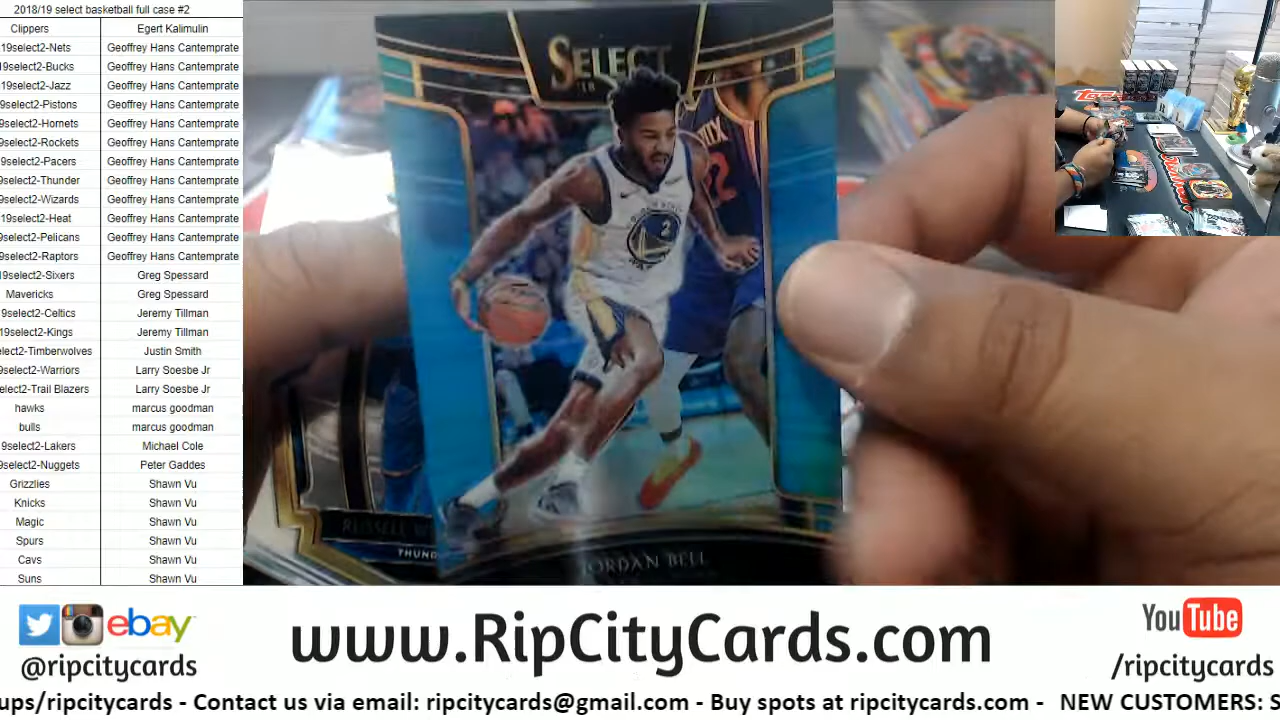 2018/19 select basketball full case #2
Clippers Egert Kalimulin
19select2-Nets Geoffrey Hans Cantemprate
19select2-Bucks Geoffrey Hans Cantemprate
19select2-Jazz Geoffrey Hans Cantemprate
9select2-Pistons Geoffrey Hans Cantemprate
9select2-Hornets Geoffrey Hans Cantemprate
9select2-Rockets Geoffrey Hans Cantemprate
9select2-Pacers Geoffrey Hans Cantemprate
9select2-Thunder Geoffrey Hans Cantemprate
9select2-Wizards Geoffrey Hans Cantemprate
19select2-Heat Geoffrey Hans Cantemprate
9select2-Pelicans Geoffrey Hans Cantemprate
9select2-Raptors Geoffrey Hans Cantemprate
19select2-Sixers Greg Spessard
Mavericks Greg Spessard
9select2-Celtics Jeremy Tillman
19select2-Kings Jeremy Tillman
elect2-Timberwolves Justin Smith
9select2-Warriors Larry Soesbe Jr
select2-Trail Blazers Larry Soesbe Jr
hawks marcus goodman
bulls marcus goodman
9select2-Lakers Michael Cole
9select2-Nuggets Peter Gaddes
Grizzlies Shawn Vu
Knicks Shawn Vu
Magic Shawn Vu
Spurs Shawn Vu
Cavs Shawn Vu
Suns Shawn Vu
SELECT
2
JORDAN BELL
RUSSELL
THUND
ebay
@ripcitycards
www.RipCityCards.com
YouTube
/ripcitycards
ups/ripcitycards - Contact us via email: ripcitycards@gmail.com - Buy spots at ripcitycards.com - NEW CUSTOMERS: S